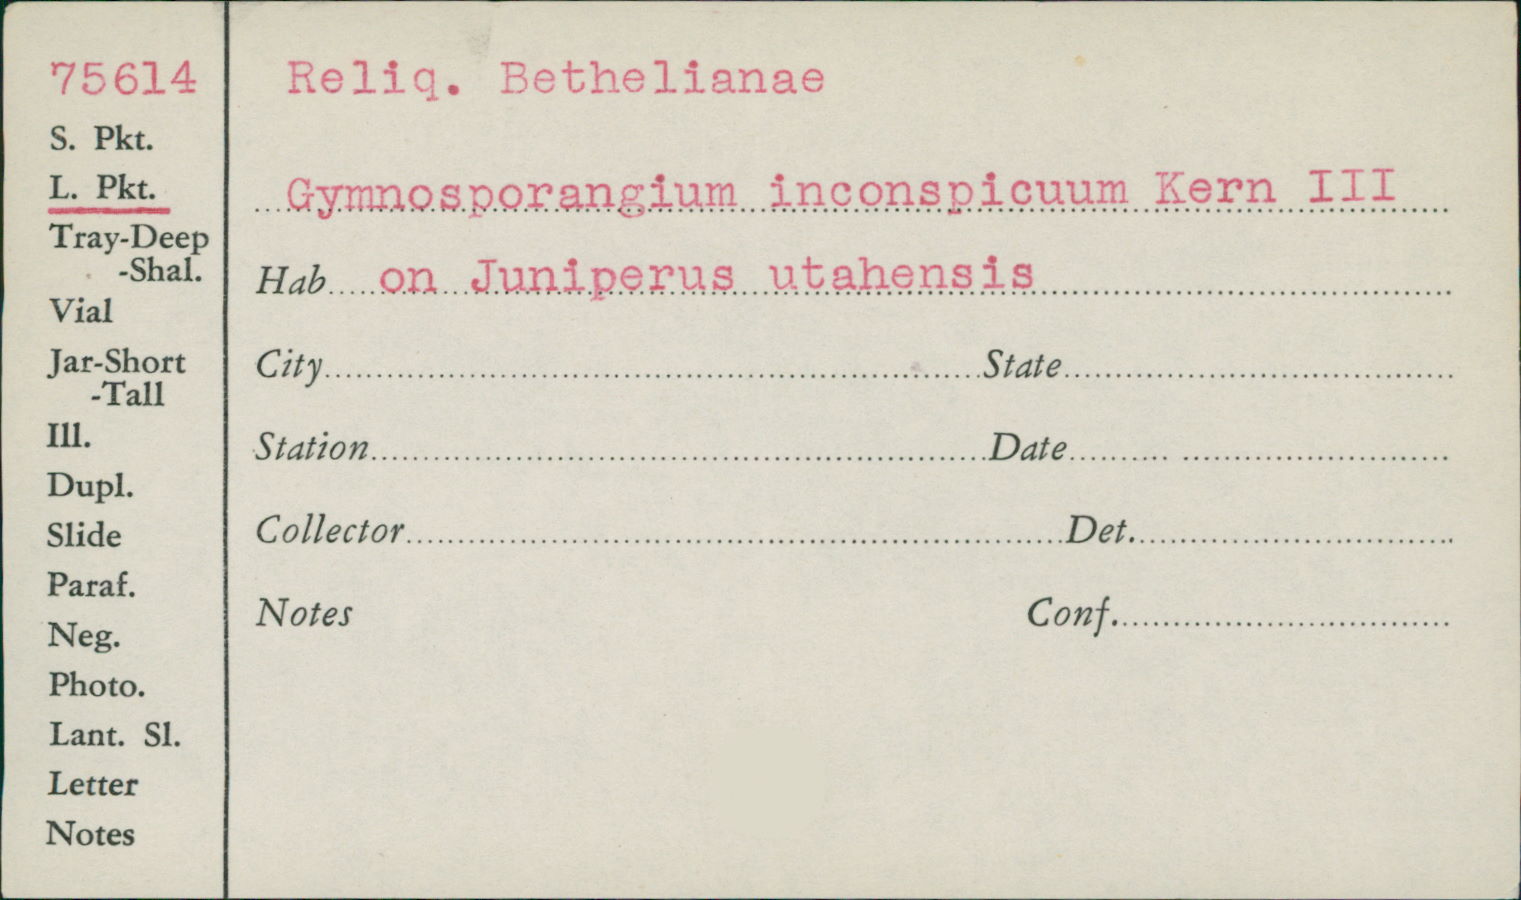 75614
Reliq. Bethelianae
S. Pkt.
L. Pkt.
Gymnosporangium inconspicuum Kern III
Tray-Deep
-Shal.
Hab on Juniperus utahensis
Vial
Jar-Short
-Tall
City State
Ill.
Station Date
Dupl.
Slide
Collector Det.
Paraf.
Notes Conf.
Neg.
Photo.
Lant. Sl.
Letter
Notes